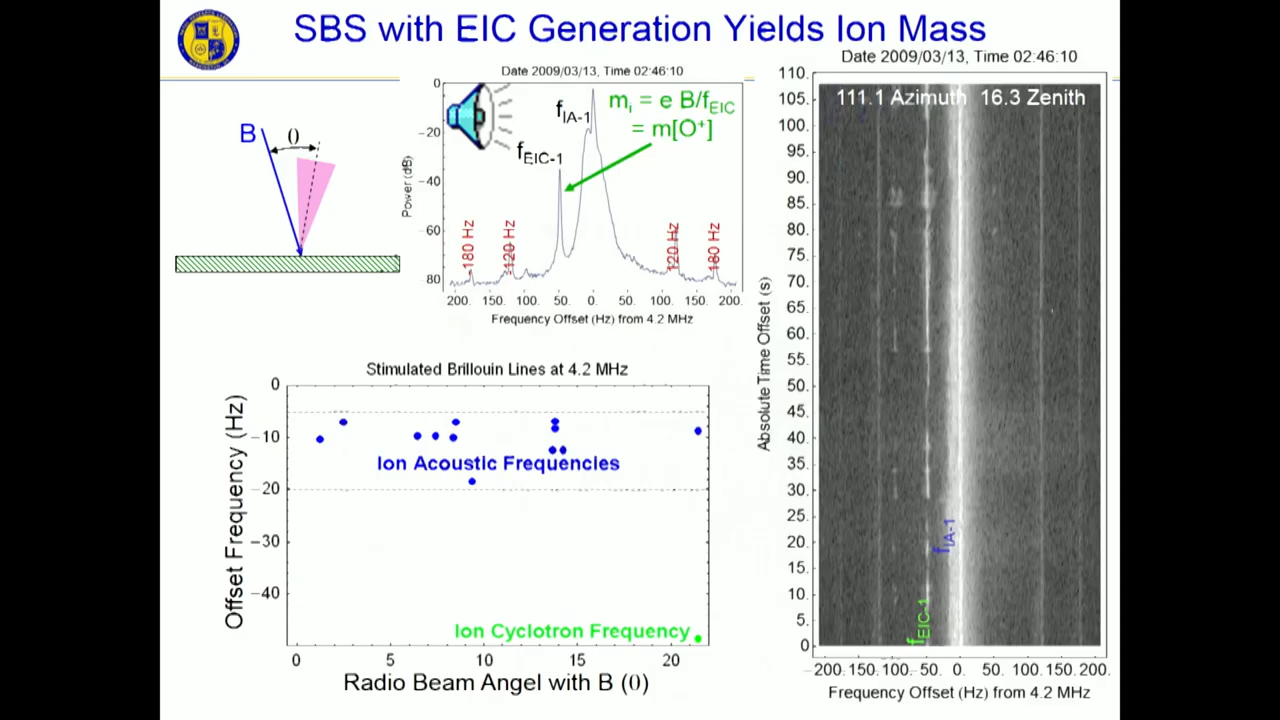 SBS with EIC Generation Yields Ion Mass
B
θ
Date 2009/03/13, Time 02:46:10
0
−20
−40
−60
80
Power (dB)
f_IA-1
f_EIC-1
m_i = e B/f_EIC
= m[O⁺]
180 Hz
120 Hz
120 Hz
180 Hz
200 150. 100. 50. 0. 50. 100. 150. 200.
Frequency Offset (Hz) from 4.2 MHz
Stimulated Brillouin Lines at 4.2 MHz
0
−10
−20
−30
−40
Offset Frequency (Hz)
Ion Acoustic Frequencies
Ion Cyclotron Frequency
0 5 10 15 20
Radio Beam Angel with B (θ)
Date 2009/03/13, Time 02:46:10
111.1 Azimuth 16.3 Zenith
110.
105.
100.
95.
90.
85.
80.
75.
70.
65.
60.
55.
50.
45.
40.
35.
30.
25.
20.
15.
10.
5.
0
Absolute Time Offset (s)
f_IA-1
f_EIC-1
−200. 150. 100. −50. 0. 50. 100. 150. 200.
Frequency Offset (Hz) from 4.2 MHz